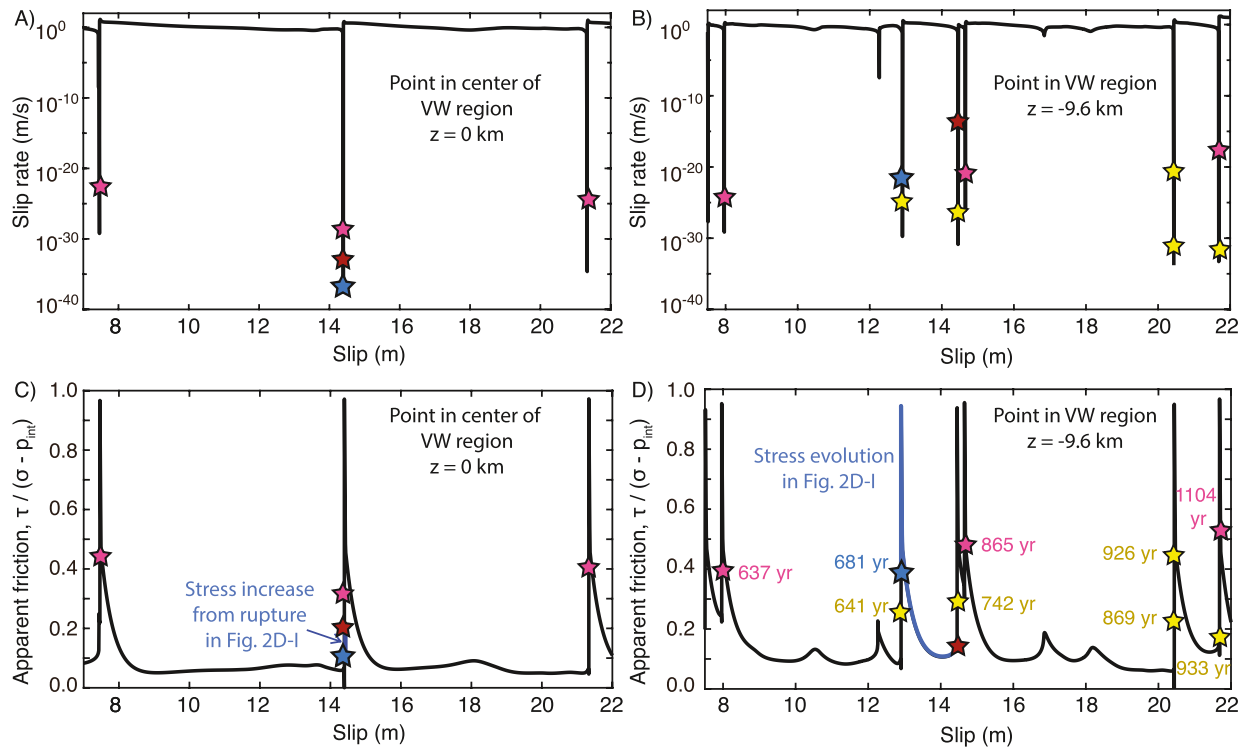 A)
10⁰
10⁻¹⁰
10⁻²⁰
10⁻³⁰
10⁻⁴⁰
Slip rate (m/s)
Point in center of
VW region
z = 0 km
8 10 12 14 16 18 20 22
Slip (m)
B)
10⁰
10⁻¹⁰
10⁻²⁰
10⁻³⁰
10⁻⁴⁰
Slip rate (m/s)
Point in VW region
z = -9.6 km
8 10 12 14 16 18 20 22
Slip (m)
C)
1.0
0.8
0.6
0.4
0.2
0.0
Apparent friction, τ / (σ - pint)
Point in center of
VW region
z = 0 km
Stress increase
from rupture
in Fig. 2D-I
8 10 12 14 16 18 20 22
Slip (m)
D)
1.0
0.8
0.6
0.4
0.2
0.0
Apparent friction, τ / (σ - pint)
Point in VW region
z = -9.6 km
Stress evolution
in Fig. 2D-I
1104
yr
637 yr
681 yr
641 yr
865 yr
742 yr
926 yr
869 yr
933 yr
8 10 12 14 16 18 20 22
Slip (m)